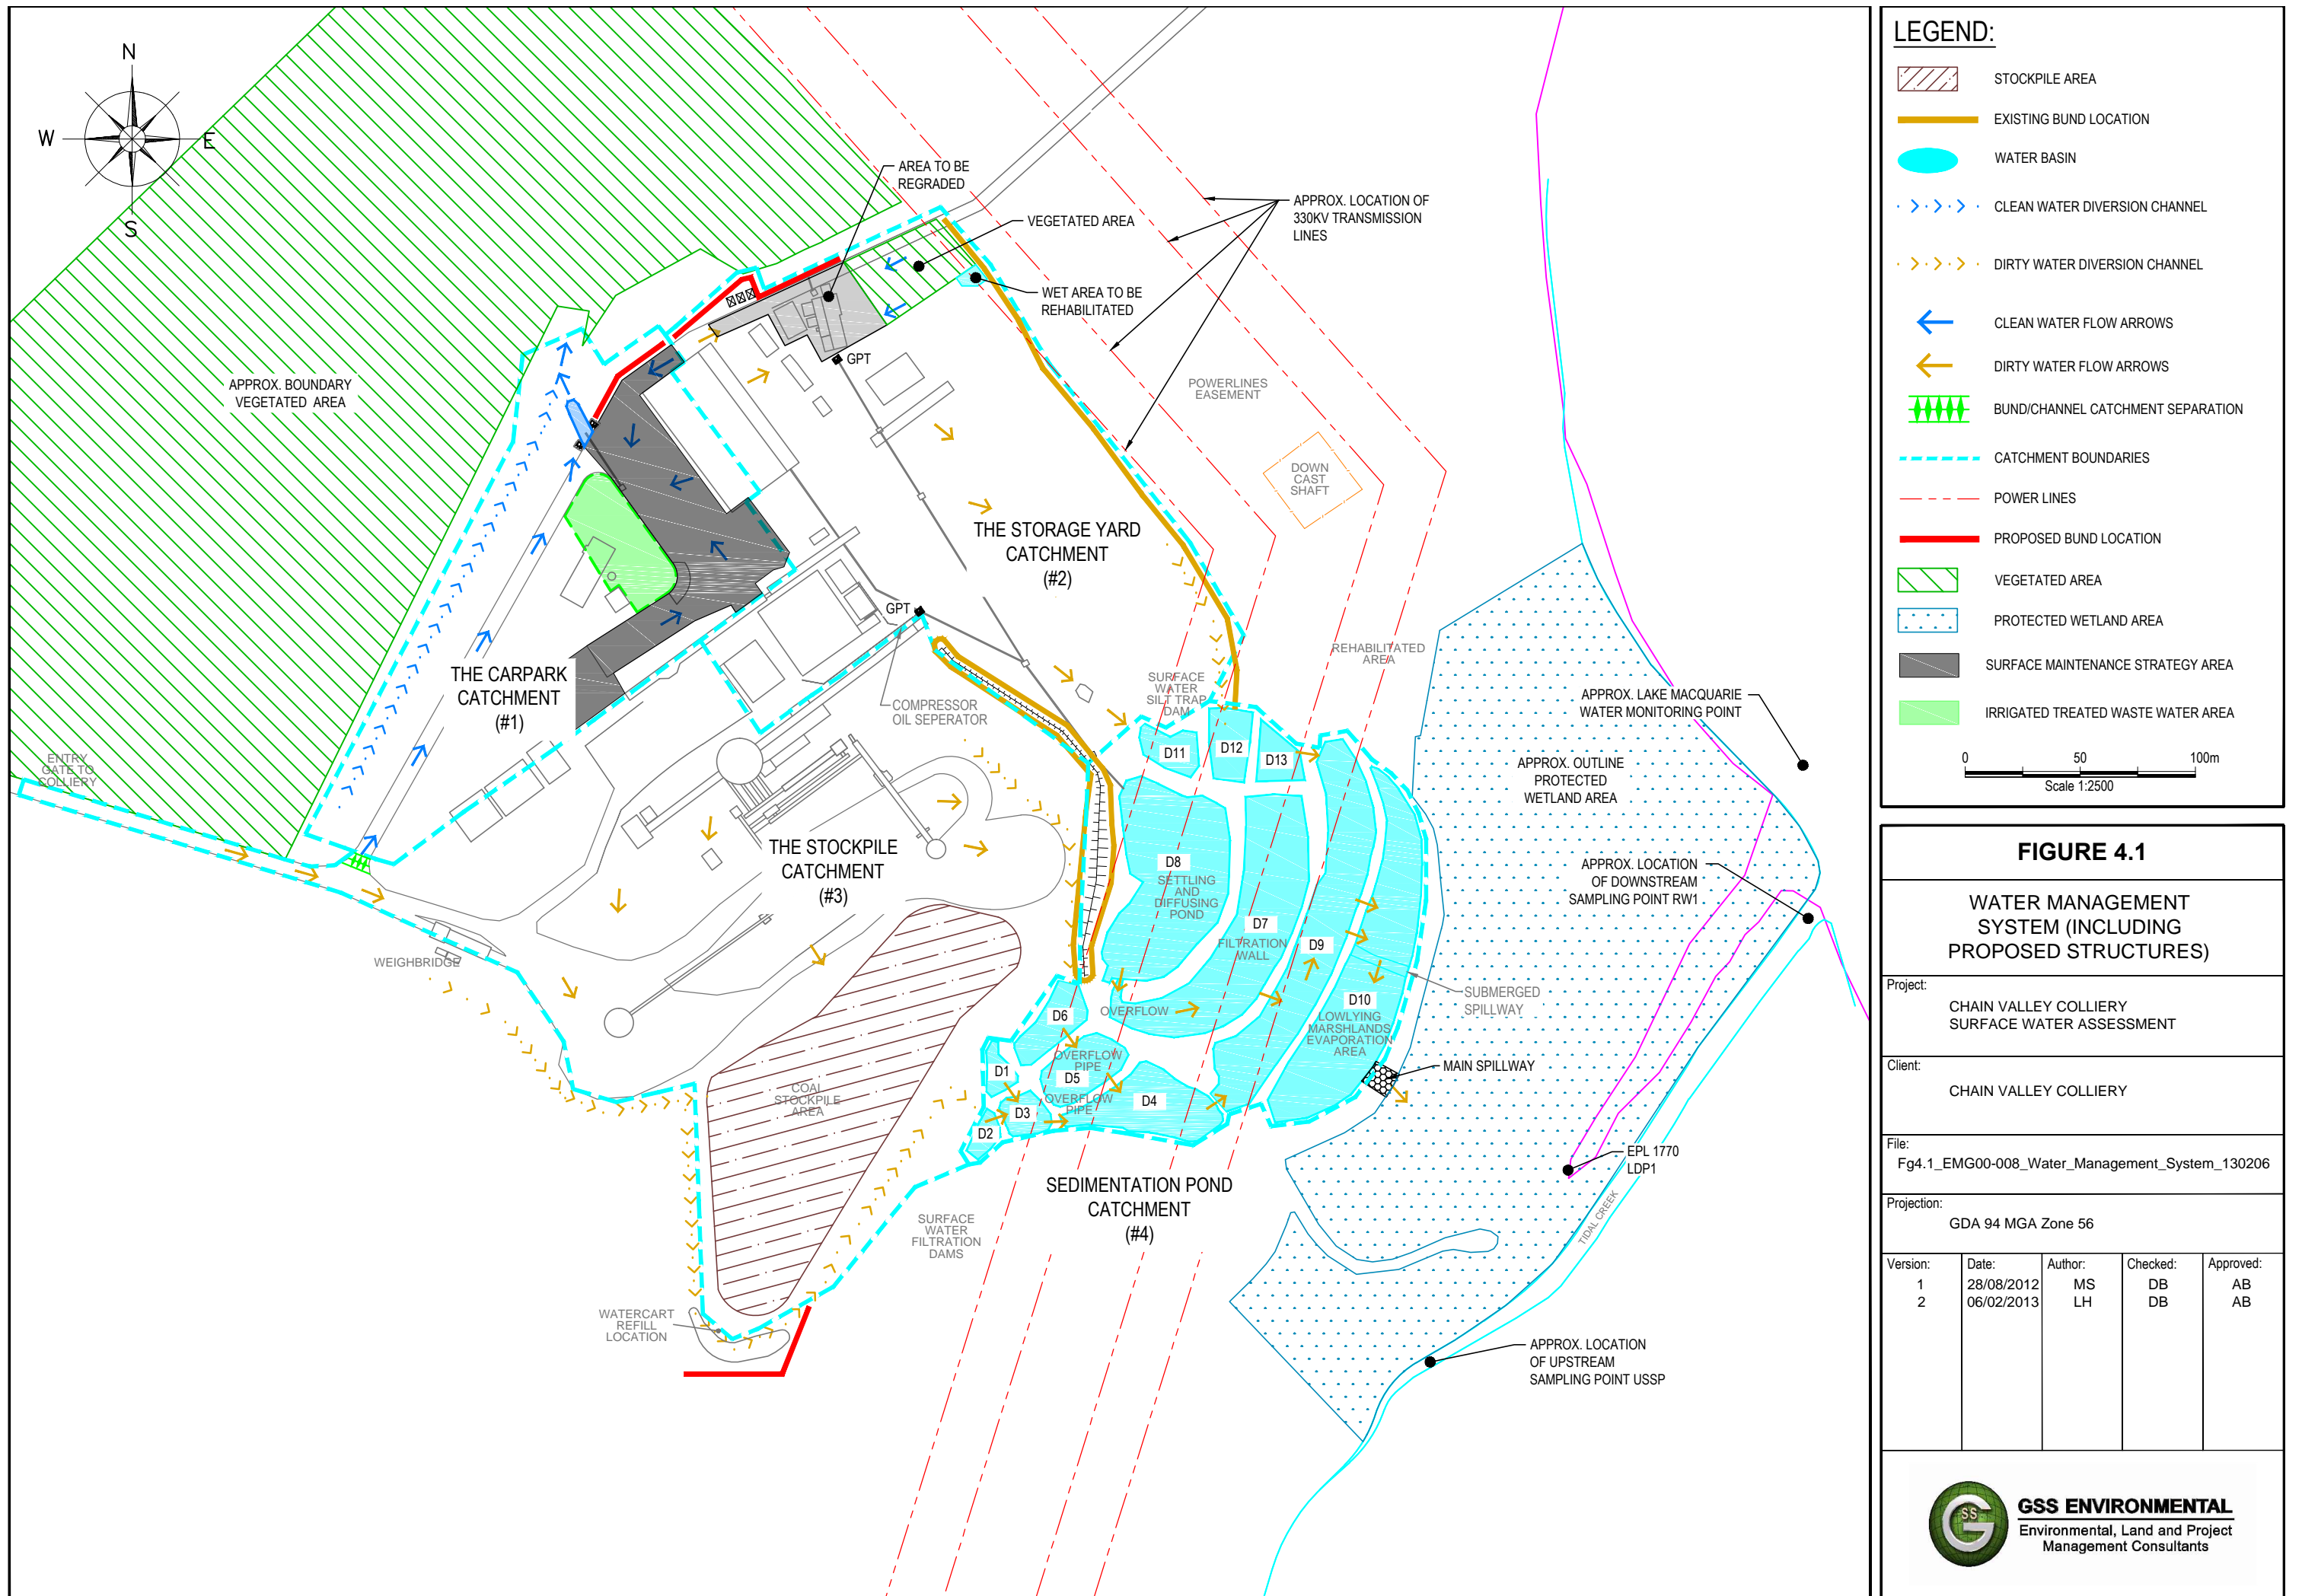 N
W
E
S
AREA TO BE
REGRADED
VEGETATED AREA
WET AREA TO BE
REHABILITATED
APPROX. LOCATION OF
330KV TRANSMISSION
LINES
APPROX. BOUNDARY
VEGETATED AREA
GPT
POWERLINES
EASEMENT
DOWN
CAST
SHAFT
THE STORAGE YARD
CATCHMENT
(#2)
GPT
THE CARPARK
CATCHMENT
(#1)
COMPRESSOR
OIL SEPERATOR
SURFACE
WATER
SILT TRAP
DAM
REHABILITATED
AREA
APPROX. LAKE MACQUARIE
WATER MONITORING POINT
ENTRY
GATE TO
COLLIERY
D11
D12
D13
APPROX. OUTLINE
PROTECTED
WETLAND AREA
THE STOCKPILE
CATCHMENT
(#3)
D8
SETTLING
AND
DIFFUSING
POND
APPROX. LOCATION
OF DOWNSTREAM
SAMPLING POINT RW1
D7
FILTRATION
WALL
D9
WEIGHBRIDGE
SUBMERGED
SPILLWAY
D10
LOWLYING
MARSHLANDS
EVAPORATION
AREA
D6
OVERFLOW
OVERFLOW
PIPE
D1
D5
OVERFLOW
PIPE
D4
D3
D2
MAIN SPILLWAY
COAL
STOCKPILE
AREA
EPL 1770
LDP1
SEDIMENTATION POND
CATCHMENT
(#4)
TIDAL CREEK
SURFACE
WATER
FILTRATION
DAMS
WATERCART
REFILL
LOCATION
APPROX. LOCATION
OF UPSTREAM
SAMPLING POINT USSP
LEGEND:
STOCKPILE AREA
EXISTING BUND LOCATION
WATER BASIN
CLEAN WATER DIVERSION CHANNEL
DIRTY WATER DIVERSION CHANNEL
CLEAN WATER FLOW ARROWS
DIRTY WATER FLOW ARROWS
BUND/CHANNEL CATCHMENT SEPARATION
CATCHMENT BOUNDARIES
POWER LINES
PROPOSED BUND LOCATION
VEGETATED AREA
PROTECTED WETLAND AREA
SURFACE MAINTENANCE STRATEGY AREA
IRRIGATED TREATED WASTE WATER AREA
0 50 100m
Scale 1:2500
FIGURE 4.1
WATER MANAGEMENT
SYSTEM (INCLUDING
PROPOSED STRUCTURES)
Project:
CHAIN VALLEY COLLIERY
SURFACE WATER ASSESSMENT
Client:
CHAIN VALLEY COLLIERY
File:
Fg4.1_EMG00-008_Water_Management_System_130206
Projection:
GDA 94 MGA Zone 56
Version: Date: Author: Checked: Approved:
1 28/08/2012 MS DB AB
2 06/02/2013 LH DB AB
GSS
GSS ENVIRONMENTAL
Environmental, Land and Project
Management Consultants